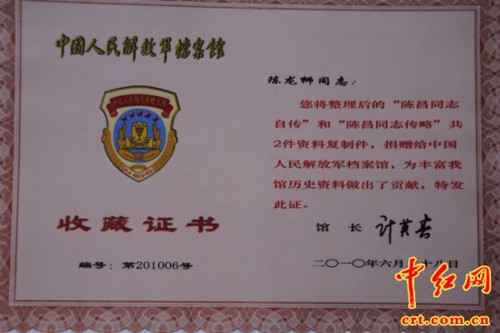 中国人民解放军档案馆
收藏证书
编号：第201006号
陈龙狮同志：
您将整理后的“陈昌同志
自传”和“陈昌同志传略”共
2件资料复制件，捐赠给中国
人民解放军档案馆，为丰富我
馆历史资料做出了贡献，特发
此证。
馆 长
二〇一〇年六月二十八日
中红网
crt.com.cn